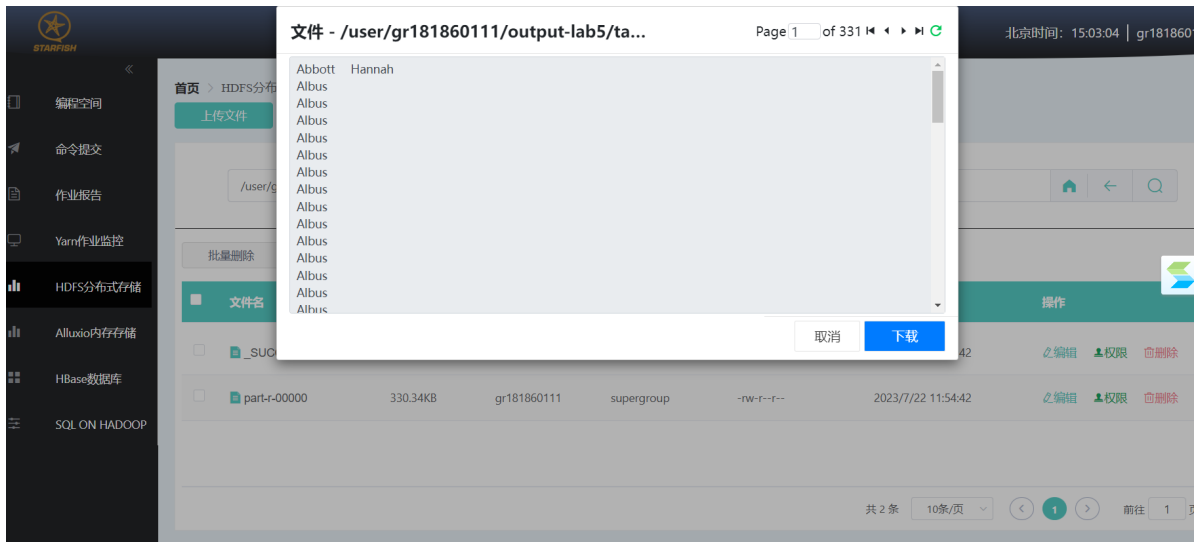 STARFISH
文件 - /user/gr181860111/output-lab5/ta...
Page 1 of 331
北京时间： 15:03:04 | gr181860
编程空间
命令提交
作业报告
Yarn作业监控
HDFS分布式存储
Alluxio内存存储
HBase数据库
SQL ON HADOOP
首页 > HDFS分布
上传文件
Abbott Hannah
Albus
Albus
Albus
Albus
Albus
Albus
Albus
Albus
Albus
Albus
Albus
Albus
Albus
Albus
取消
下载
/user/g
批量删除
文件名
操作
_SUC
42
编辑
权限
删除
part-r-00000
330.34KB
gr181860111
supergroup
-rw-r--r--
2023/7/22 11:54:42
编辑
权限
删除
共 2 条
10条/页
1
前往 1